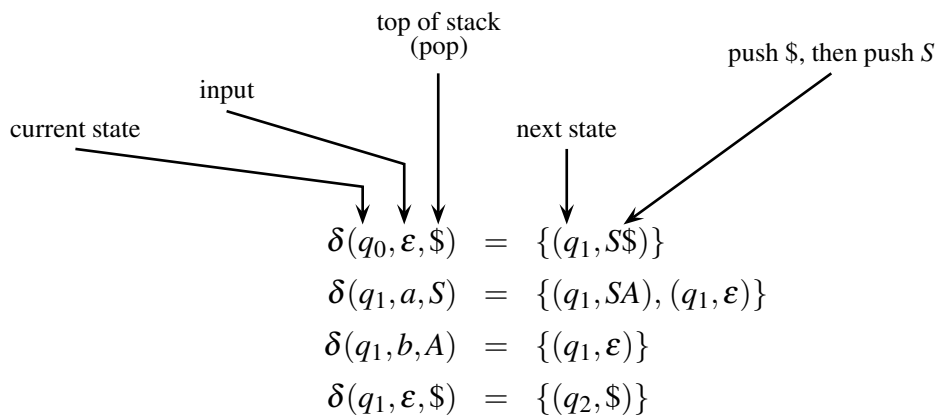 top of stack
(pop)
push $, then push S
input
current state
next state
δ(q₀, ε, $) = {(q₁, S$)}
δ(q₁, a, S) = {(q₁, SA), (q₁, ε)}
δ(q₁, b, A) = {(q₁, ε)}
δ(q₁, ε, $) = {(q₂, $)}